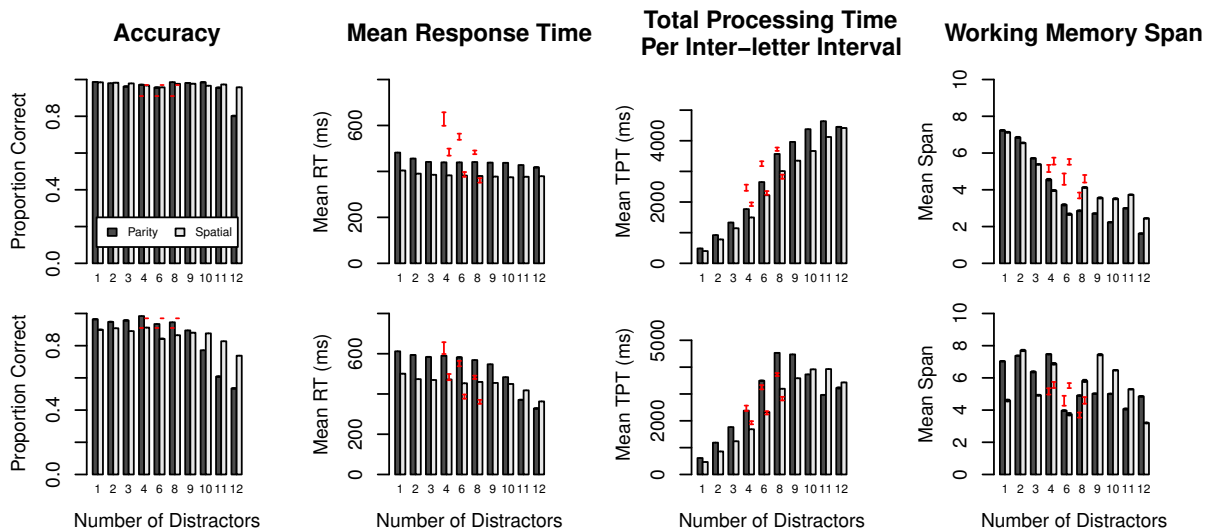 Accuracy
Mean Response Time
Total Processing Time
Per Inter−letter Interval
Working Memory Span
Proportion Correct
0.0 0.4 0.8
Parity Spatial
1 2 3 4 6 8 9 10 11 12
Mean RT (ms)
0 200 400 600
1 2 3 4 6 8 9 10 11 12
Mean TPT (ms)
0 2000 4000
1 2 3 4 6 8 9 10 11 12
Mean Span
0 2 4 6 8 10
1 2 3 4 6 8 9 10 11 12
Proportion Correct
0.0 0.4 0.8
1 2 3 4 6 8 9 10 11 12
Number of Distractors
Mean RT (ms)
0 200 400 600
1 2 3 4 6 8 9 10 11 12
Number of Distractors
Mean TPT (ms)
0 2000 5000
1 2 3 4 6 8 9 10 11 12
Number of Distractors
Mean Span
0 2 4 6 8 10
1 2 3 4 6 8 9 10 11 12
Number of Distractors